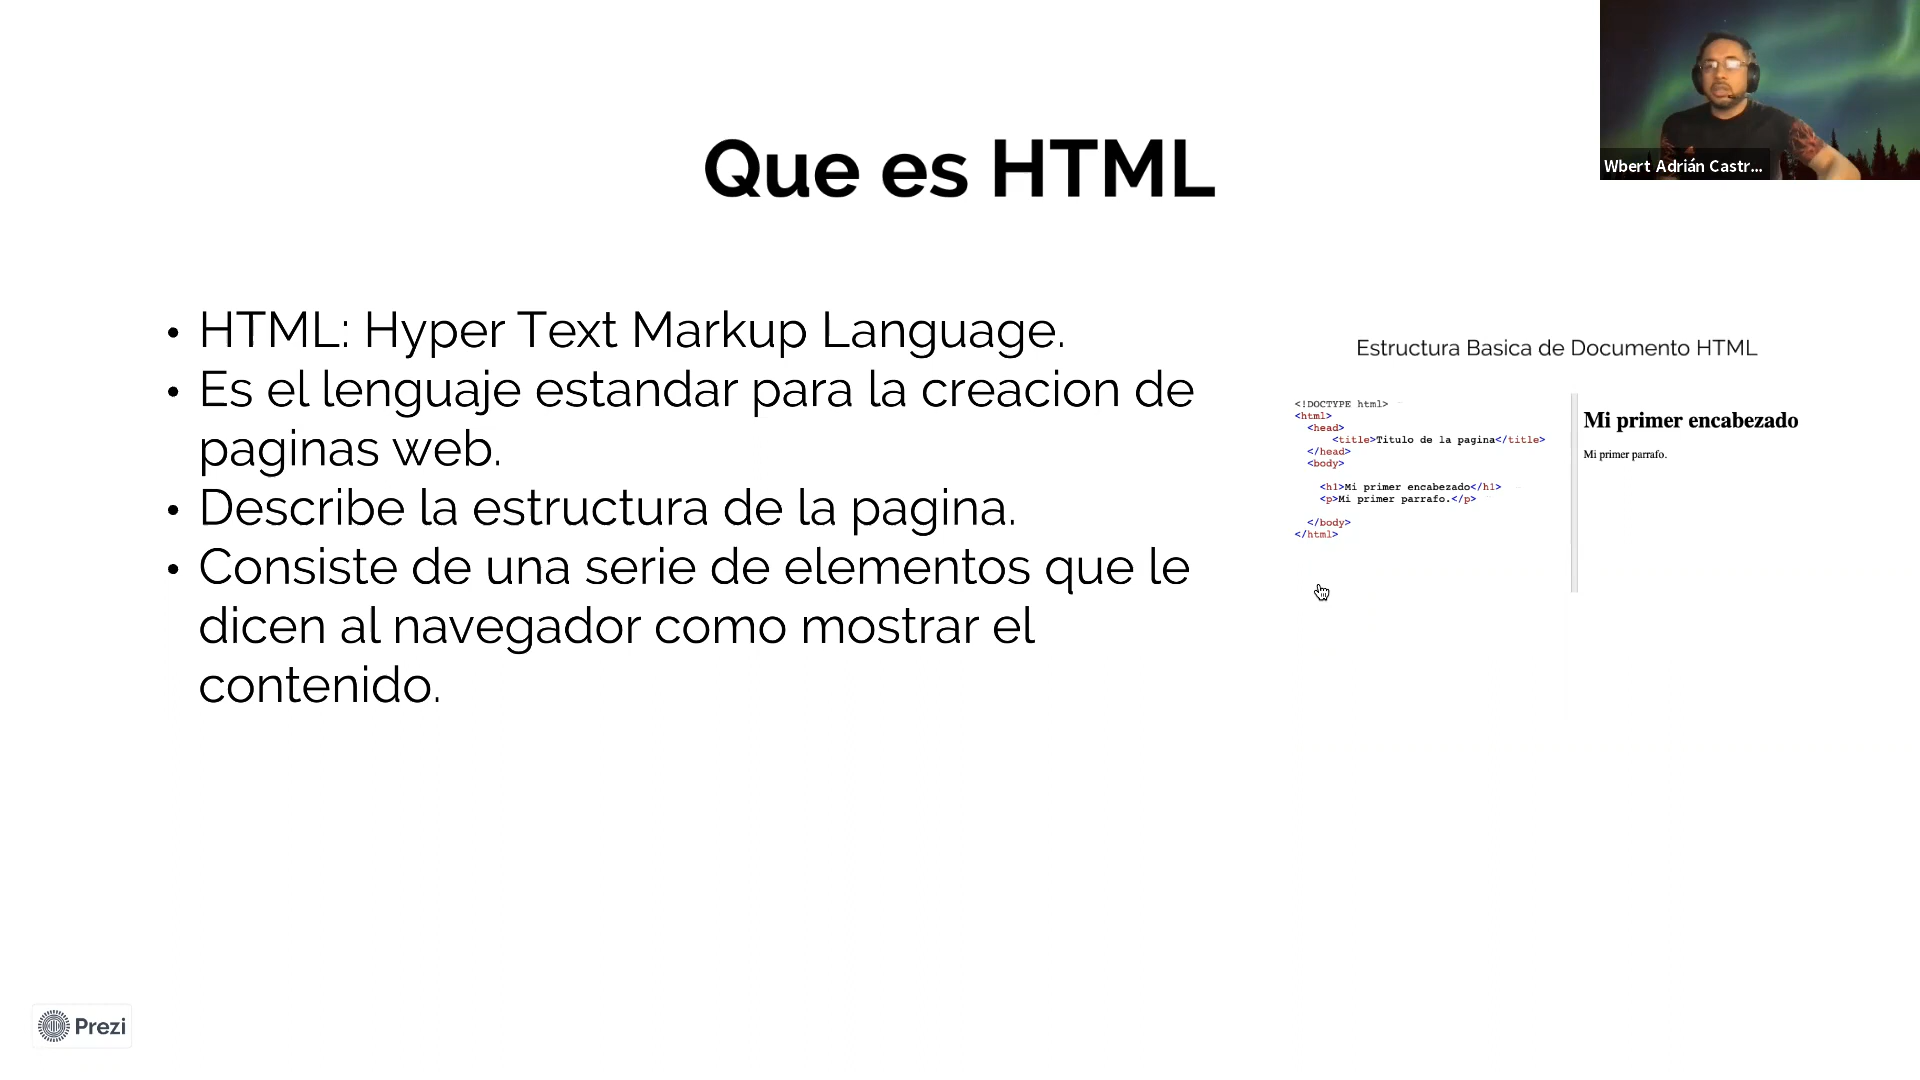 Wbert Adrián Castr...
Que es HTML
• HTML: Hyper Text Markup Language.
• Es el lenguaje estandar para la creacion de
paginas web.
• Describe la estructura de la pagina.
• Consiste de una serie de elementos que le
dicen al navegador como mostrar el
contenido.
Estructura Basica de Documento HTML
<!DOCTYPE html>
<html>
<head>
<title>Titulo de la pagina</title>
</head>
<body>
<h1>Mi primer encabezado</h1>
<p>Mi primer parrafo.</p>
</body>
</html>
Mi primer encabezado
Mi primer parrafo.
Prezi